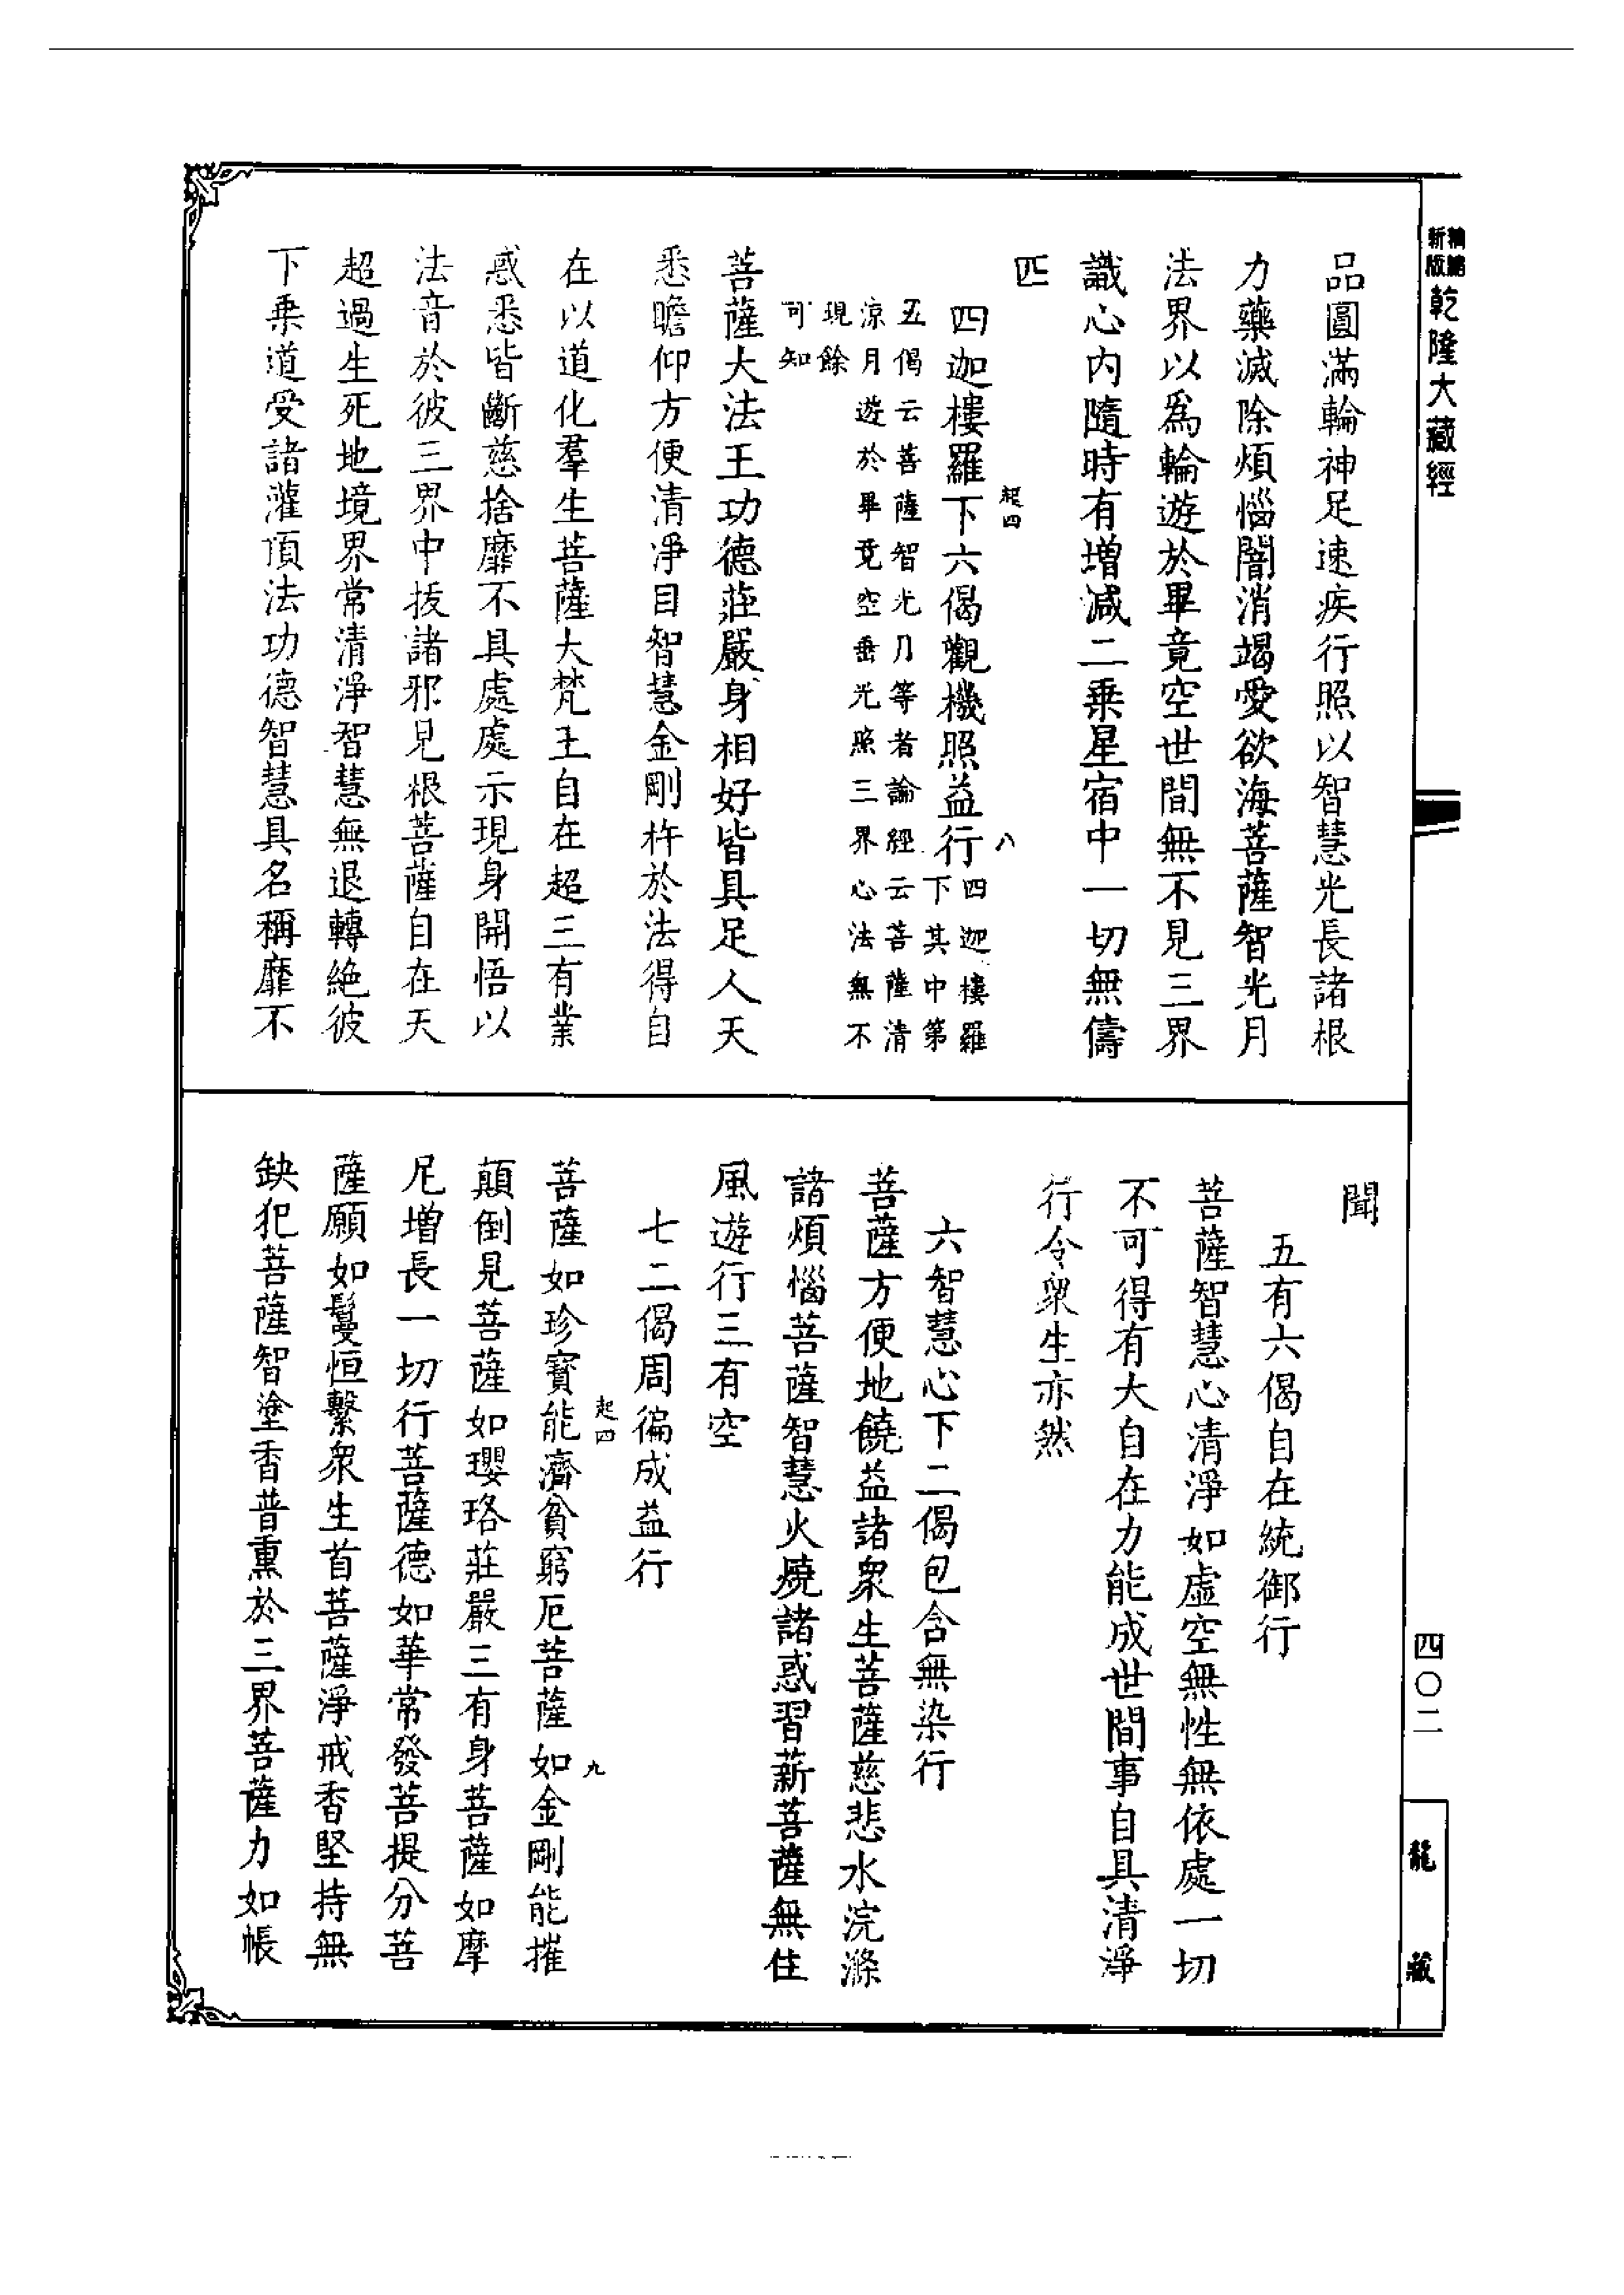 新版
精縮
乾隆大藏經
品圓滿輪神足速疾行照以智慧光長諸根
力藥滅除煩惱闇消竭愛欲海菩薩智光月
法界以為輪遊於畢竟空世間無不見三界
識心內隨時有增減二乗星宿中一切無儔
匹
起四
八
四迦樓羅下六偈觀機照益行
四迦樓羅
下其中第
五偈云菩薩智光月等者論經云菩薩清
涼月遊於畢竟空垂光照三界心法無不
現餘
可知
菩薩大法王功德莊嚴身相好皆具足人天
悉瞻仰方便清淨目智慧金剛杵於法得自
在以道化羣生菩薩大梵王自在超三有業
惑悉皆斷慈捨靡不具處處示現身開悟以
法音於彼三界中拔諸邪見根菩薩自在天
超過生死地境界常清淨智慧無退轉絕彼
下乗道受諸灌頂法功德智慧具名稱靡不
聞
五有六偈自在統御行
菩薩智慧心清淨如虛空無性無依處一切
不可得有大自在力能成世間事自具清淨
行令衆生亦然
六智慧心下二偈包含無染行
菩薩方便地饒益諸衆生菩薩慈悲水浣滌
諸煩惱菩薩智慧火燒諸惑習薪菩薩無住
風遊行三有空
七二偈周徧成益行
起四
九
菩薩如珍寶能濟貧窮厄菩薩如金剛能摧
顛倒見菩薩如瓔珞莊嚴三有身菩薩如摩
尼增長一切行菩薩德如華常發菩提分菩
薩願如鬘恒繫衆生首菩薩淨戒香堅持無
缺犯菩薩智塗香普熏於三界菩薩力如帳
四〇二
龍藏